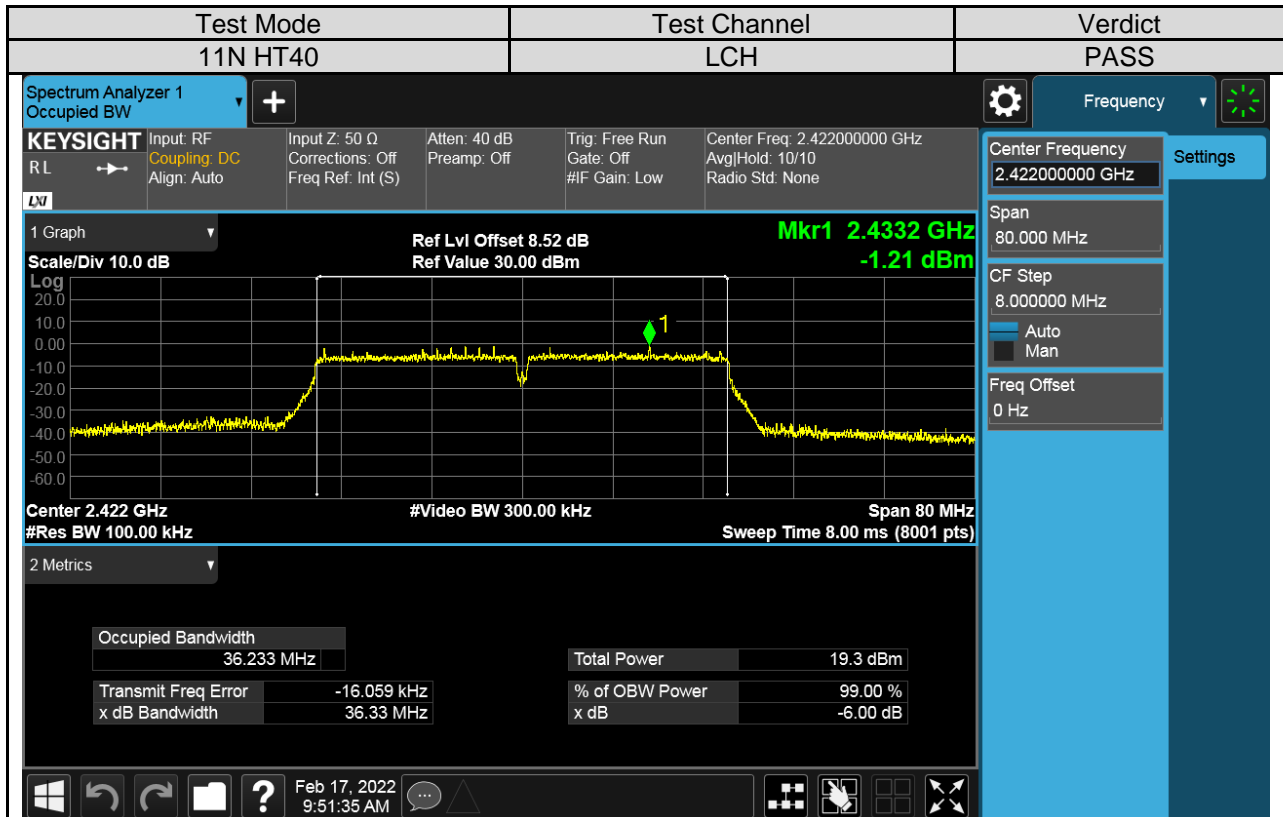 Test Mode Test Channel Verdict
11N HT40 LCH PASS
Spectrum Analyzer 1
Occupied BW
+
Frequency
KEYSIGHT Input: RF Input Z: 50 Ω Atten: 40 dB Trig: Free Run Center Freq: 2.422000000 GHz
RL Coupling: DC Corrections: Off Preamp: Off Gate: Off Avg|Hold: 10/10
Align: Auto Freq Ref: Int (S) #IF Gain: Low Radio Std: None
LXI
Center Frequency
2.422000000 GHz
Settings
Span
80.000 MHz
CF Step
8.000000 MHz
Auto
Man
Freq Offset
0 Hz
1 Graph Ref Lvl Offset 8.52 dB Mkr1 2.4332 GHz
Scale/Div 10.0 dB Ref Value 30.00 dBm -1.21 dBm
Log
20.0
10.0
1
0.00
-10.0
-20.0
-30.0
-40.0
-50.0
-60.0
Center 2.422 GHz #Video BW 300.00 kHz Span 80 MHz
#Res BW 100.00 kHz Sweep Time 8.00 ms (8001 pts)
2 Metrics
Occupied Bandwidth
36.233 MHz Total Power 19.3 dBm
Transmit Freq Error -16.059 kHz % of OBW Power 99.00 %
x dB Bandwidth 36.33 MHz x dB -6.00 dB
? Feb 17, 2022
9:51:35 AM